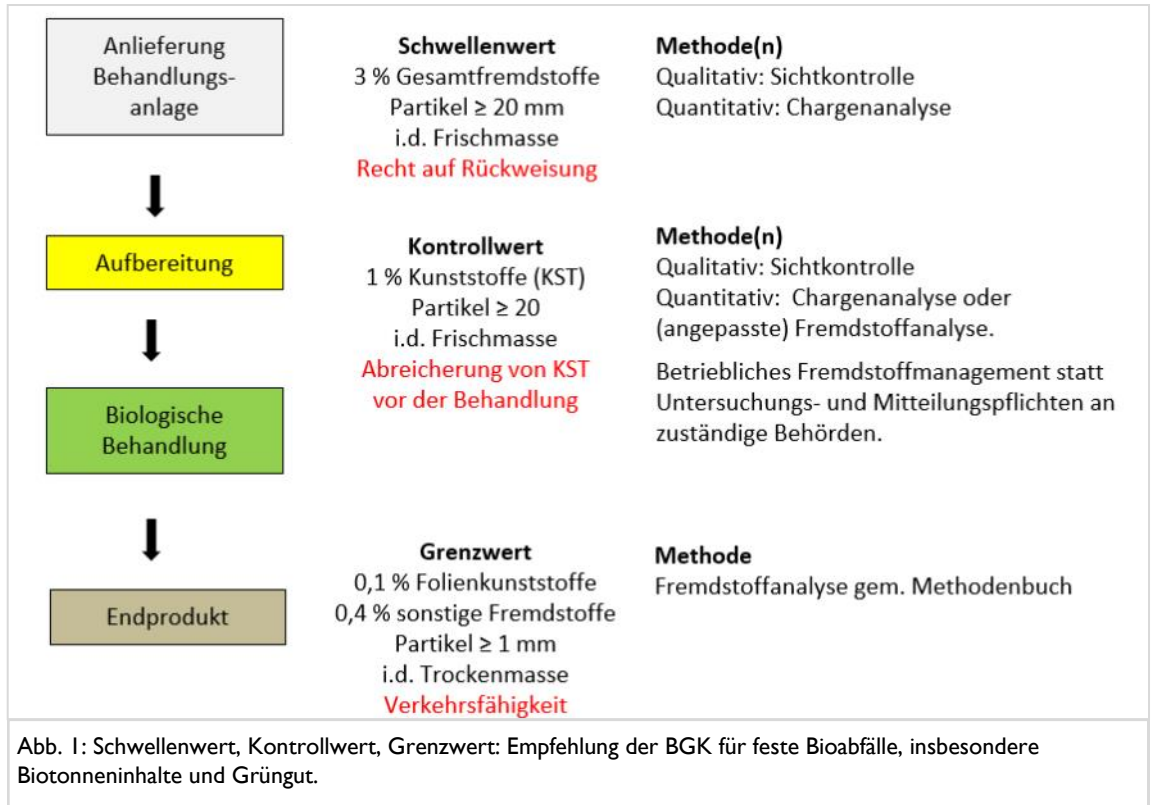 Anlieferung
Behandlungs-
anlage
Schwellenwert
3 % Gesamtfremdstoffe
Partikel ≥ 20 mm
i.d. Frischmasse
Recht auf Rückweisung
Methode(n)
Qualitativ: Sichtkontrolle
Quantitativ: Chargenanalyse
Aufbereitung
Kontrollwert
1 % Kunststoffe (KST)
Partikel ≥ 20
i.d. Frischmasse
Abreicherung von KST
vor der Behandlung
Methode(n)
Qualitativ: Sichtkontrolle
Quantitativ: Chargenanalyse oder
(angepasste) Fremdstoffanalyse.
Betriebliches Fremdstoffmanagement statt
Untersuchungs- und Mitteilungspflichten an
zuständige Behörden.
Biologische
Behandlung
Endprodukt
Grenzwert
0,1 % Folienkunststoffe
0,4 % sonstige Fremdstoffe
Partikel ≥ 1 mm
i.d. Trockenmasse
Verkehrsfähigkeit
Methode
Fremdstoffanalyse gem. Methodenbuch
Abb. 1: Schwellenwert, Kontrollwert, Grenzwert: Empfehlung der BGK für feste Bioabfälle, insbesondere
Biotonneninhalte und Grüngut.